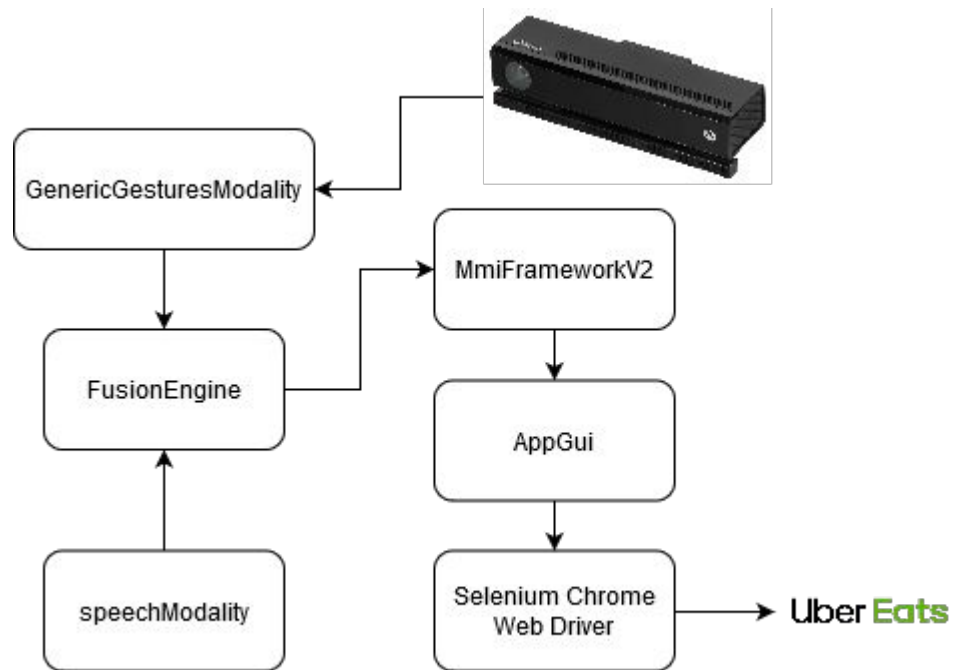 GenericGesturesModality
MmiFrameworkV2
FusionEngine
AppGui
speechModality
Selenium Chrome
Web Driver
Uber Eats